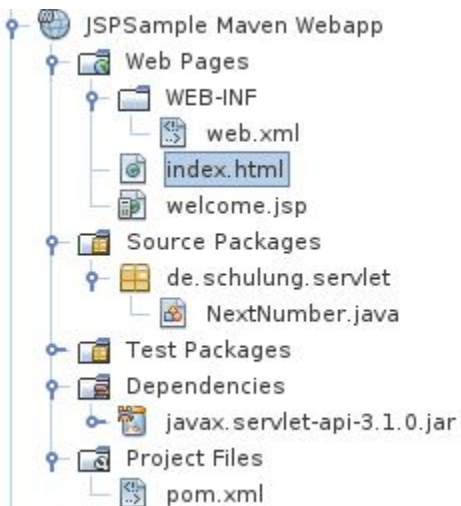 JSPSample Maven Webapp
Web Pages
WEB-INF
web.xml
index.html
welcome.jsp
Source Packages
de.schulung.servlet
NextNumber.java
Test Packages
Dependencies
javax.servlet-api-3.1.0.jar
Project Files
pom.xml